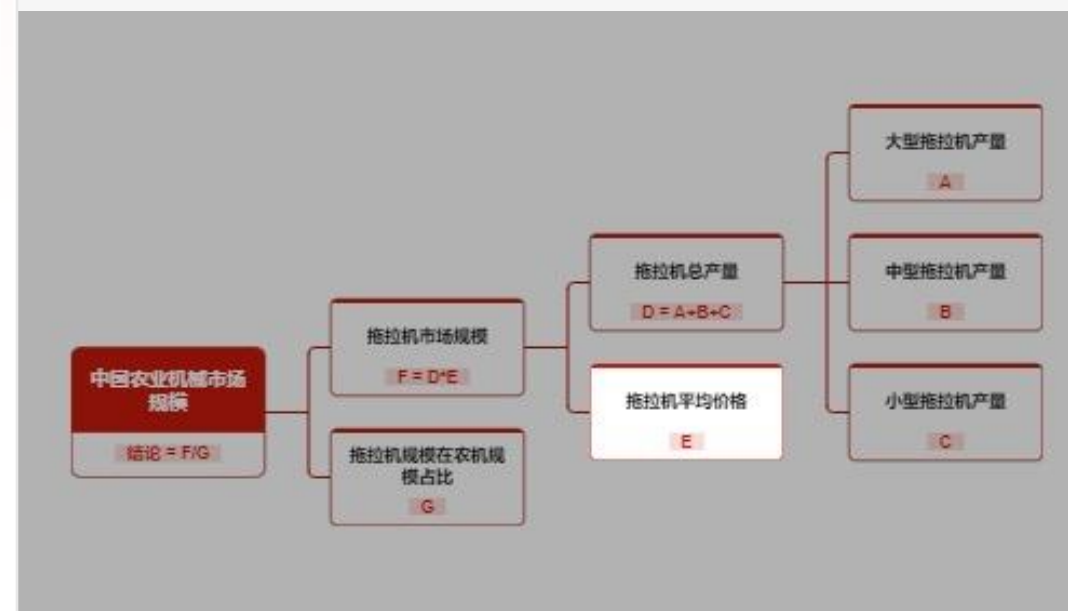 中国农业机械市场
规模
结论 = F/G
拖拉机市场规模
F = D*E
拖拉机规模在农机规
模占比
G
拖拉机总产量
D = A+B+C
拖拉机平均价格
E
大型拖拉机产量
A
中型拖拉机产量
B
小型拖拉机产量
C